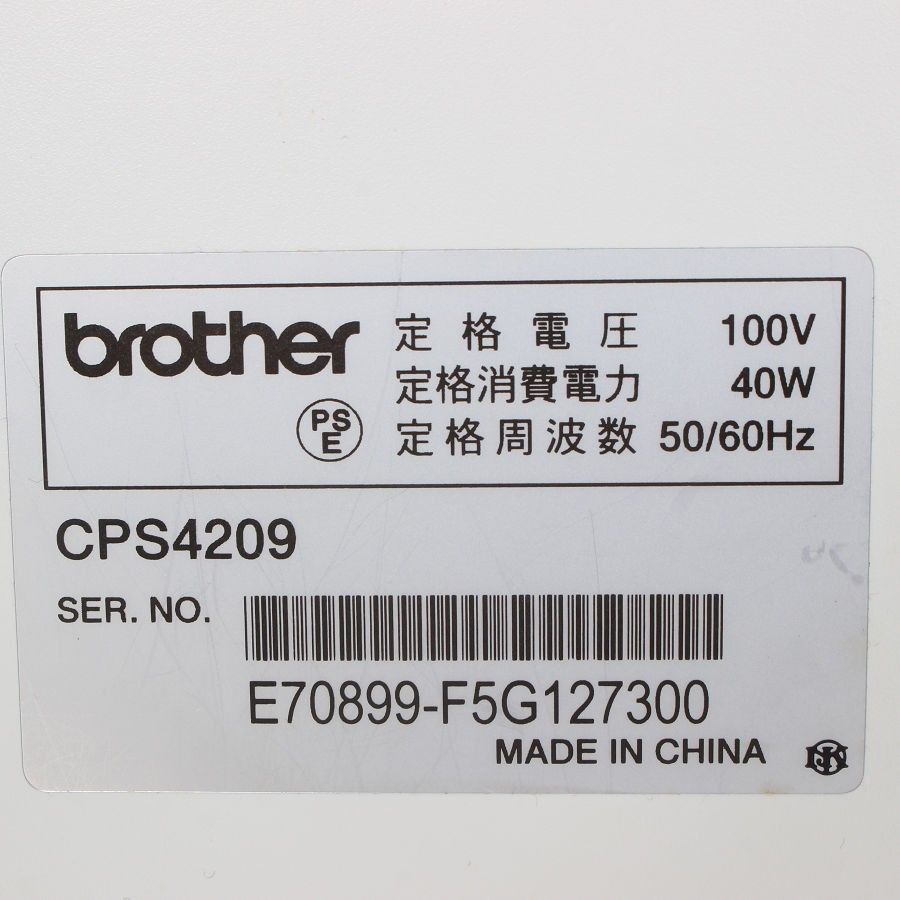 brother
定格電圧 100V
定格消費電力 40W
PS
E
定格周波数 50/60Hz
CPS4209
SER. NO.
E70899-F5G127300
MADE IN CHINA